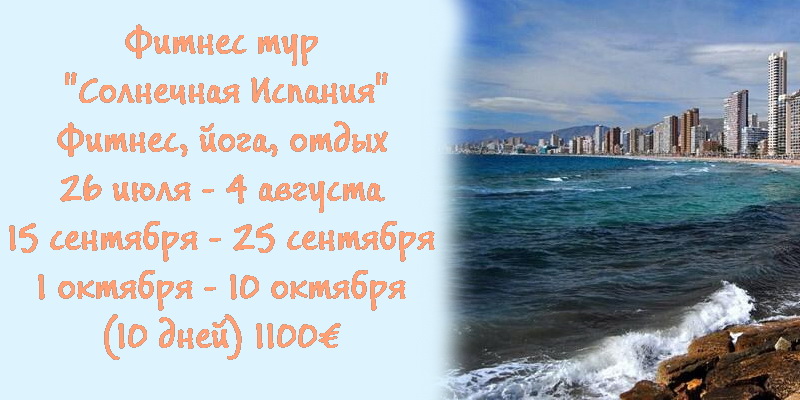 Фитнес тур
"Солнечная Испания"
Фитнес, йога, отдых
26 июля - 4 августа
15 сентября - 25 сентября
1 октября - 10 октября
(10 дней) 1100€